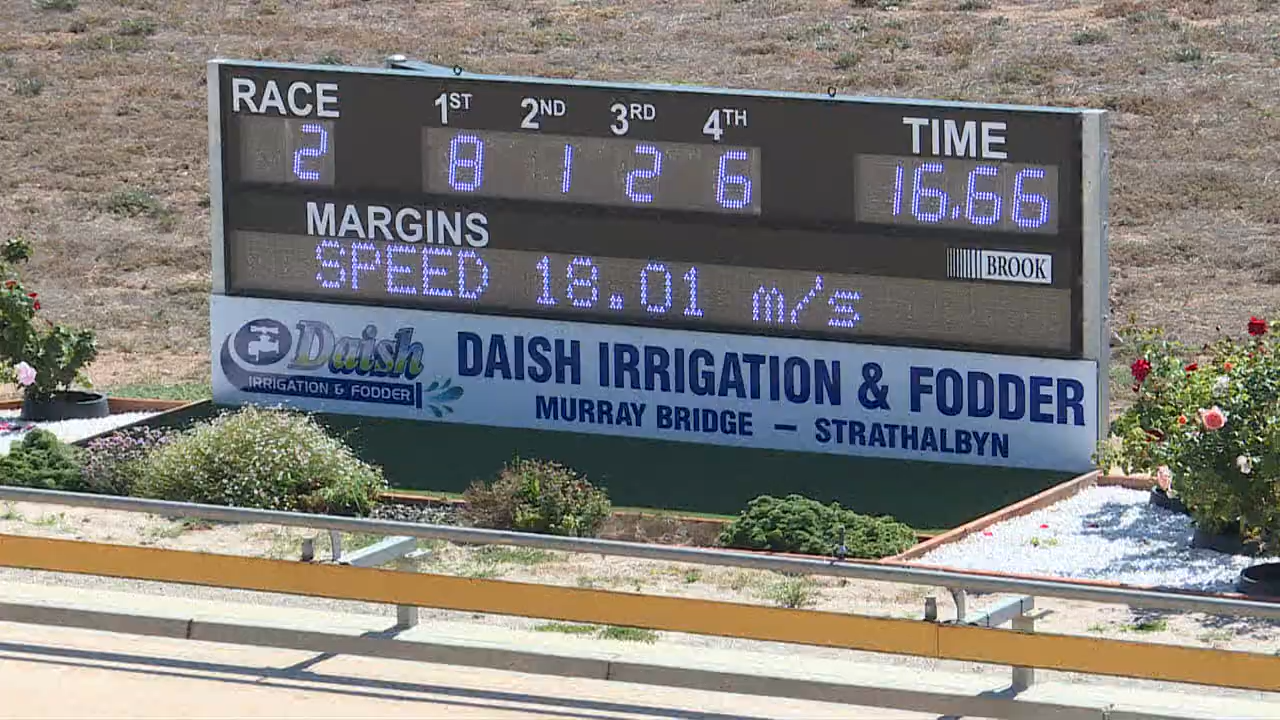 RACE 1ST 2ND 3RD 4TH TIME
2 8 1 2 6 16.66
MARGINS
BROOK
SPEED 18.01 m/s
Daish
IRRIGATION & FODDER
DAISH IRRIGATION & FODDER
MURRAY BRIDGE – STRATHALBYN